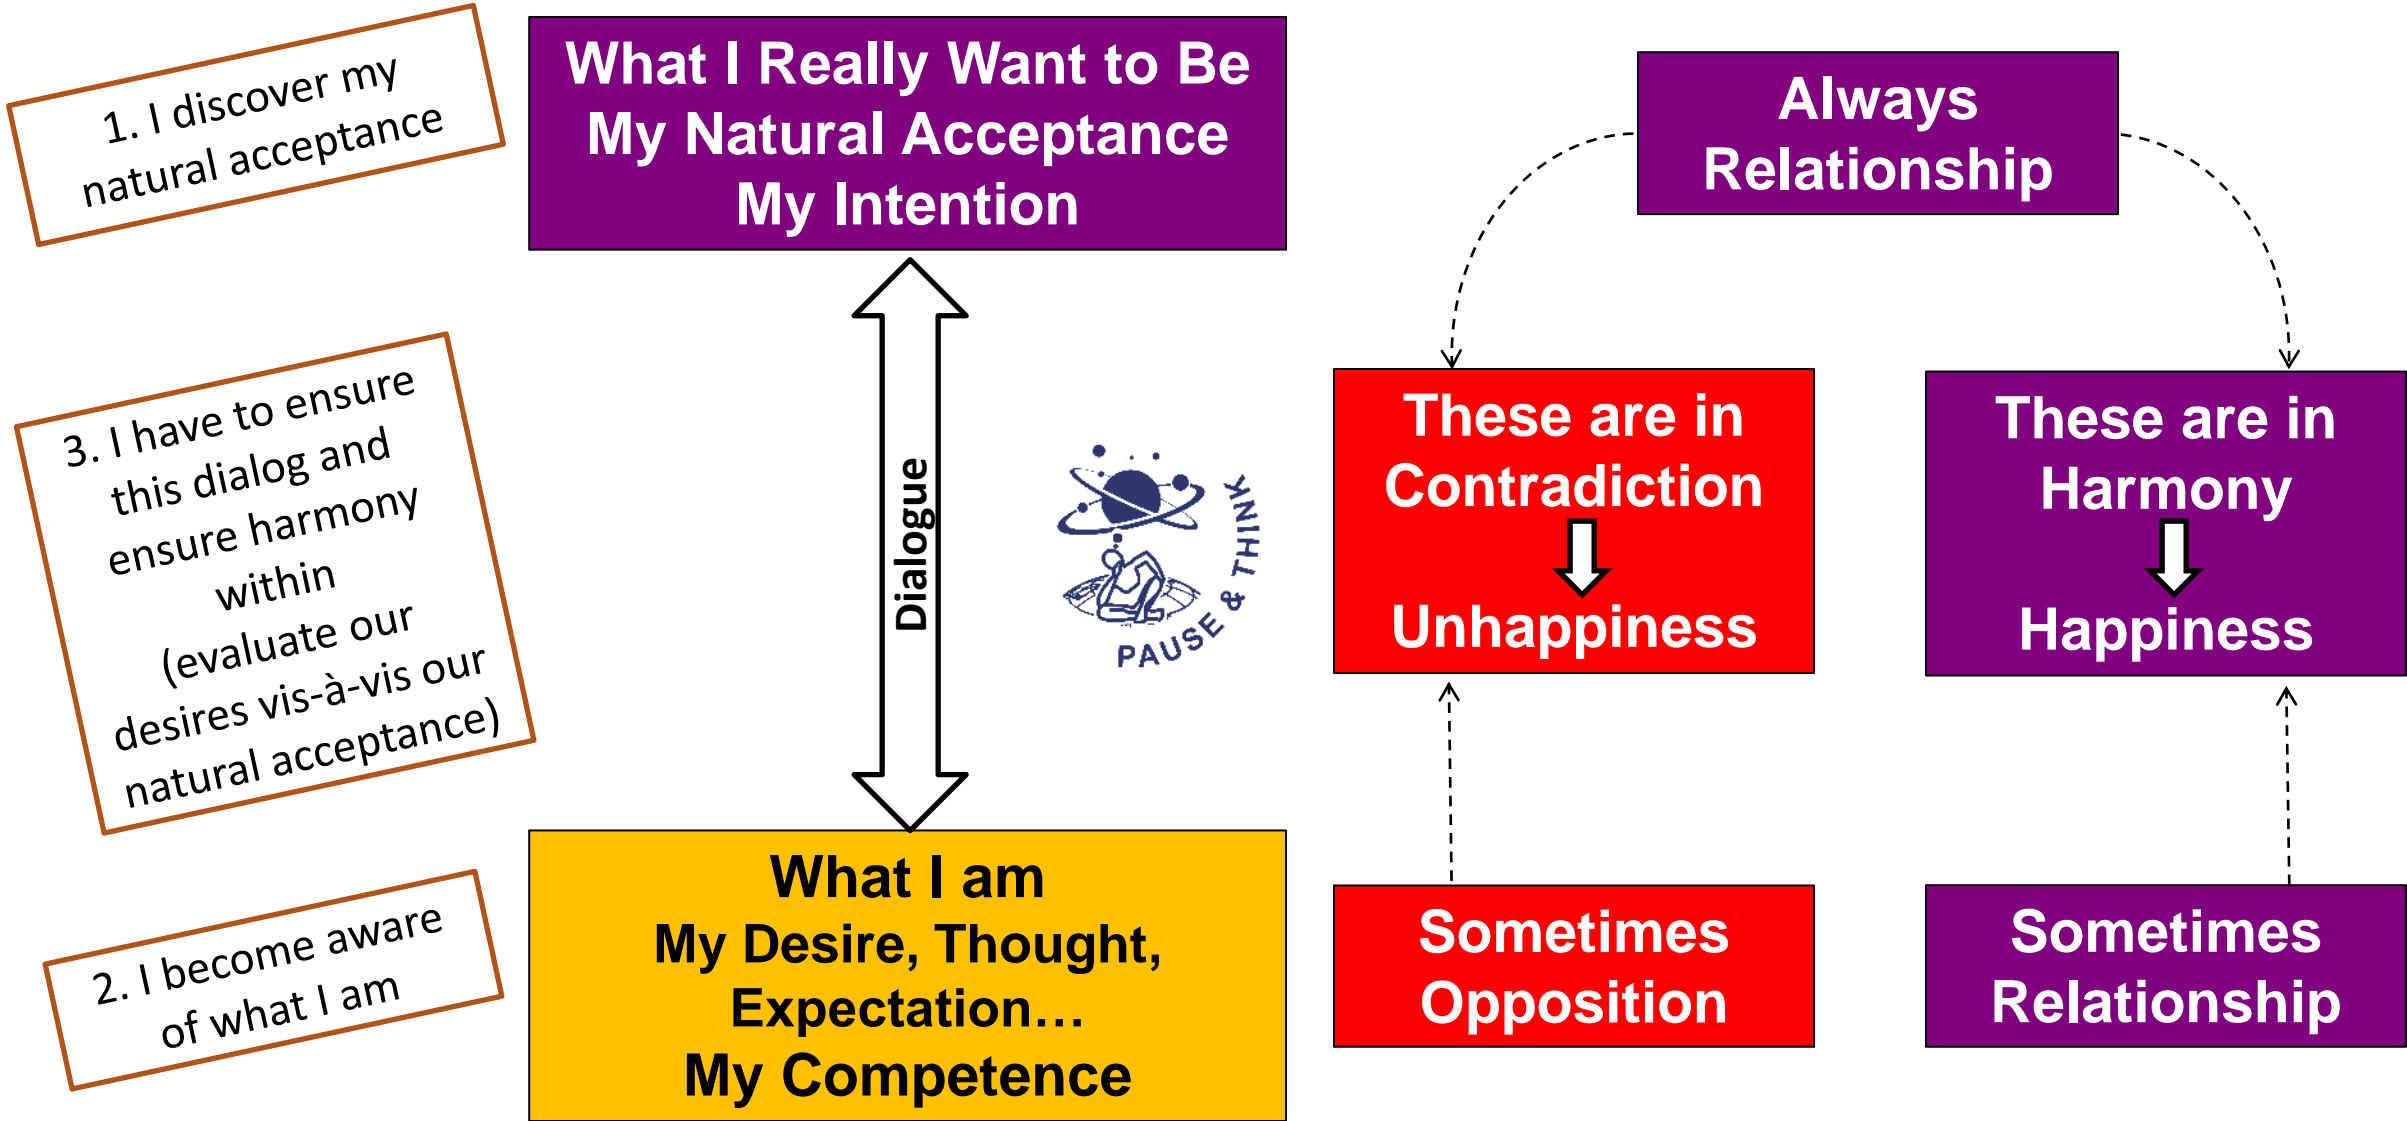 1. I discover my
natural acceptance
What I Really Want to Be
My Natural Acceptance
My Intention
Always
Relationship
3. I have to ensure
this dialog and
ensure harmony
within
(evaluate our
desires vis-à-vis our
natural acceptance)
Dialogue
PAUSE & THINK
These are in
Contradiction
Unhappiness
These are in
Harmony
Happiness
2. I become aware
of what I am
What I am
My Desire, Thought,
Expectation...
My Competence
Sometimes
Opposition
Sometimes
Relationship